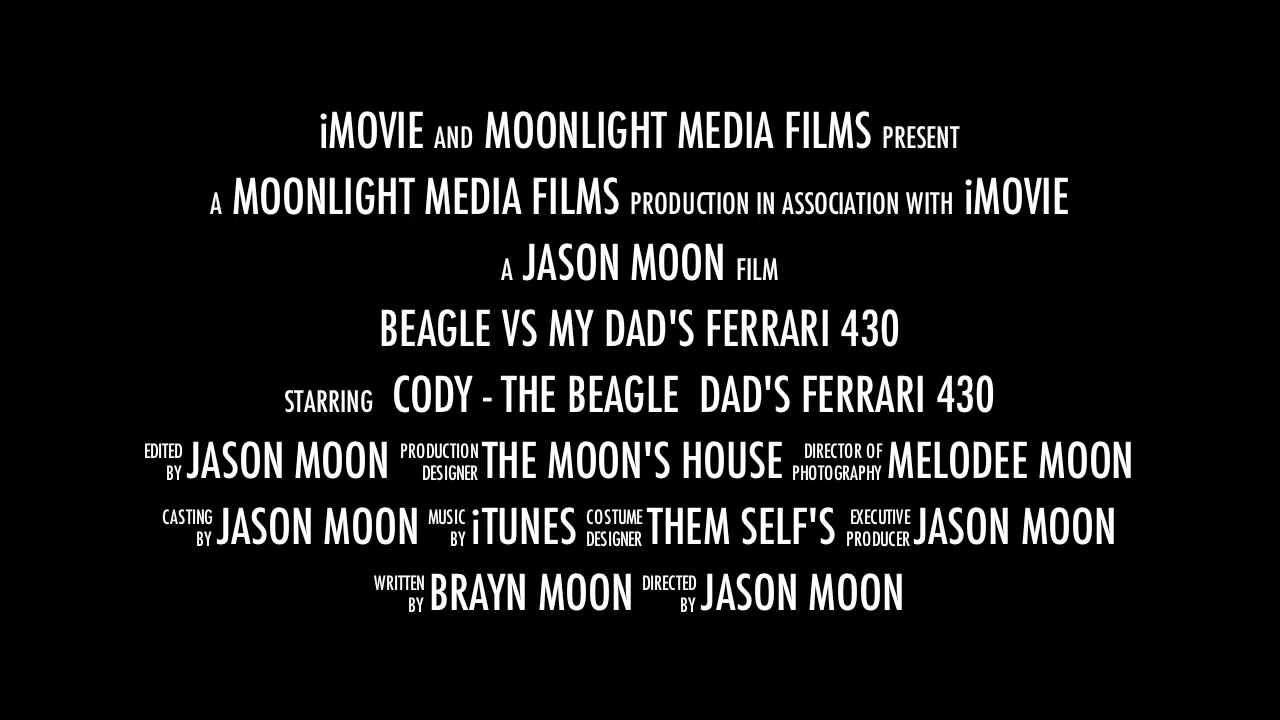 iMOVIE AND MOONLIGHT MEDIA FILMS PRESENT
A MOONLIGHT MEDIA FILMS PRODUCTION IN ASSOCIATION WITH iMOVIE
A JASON MOON FILM
BEAGLE VS MY DAD'S FERRARI 430
STARRING CODY - THE BEAGLE DAD'S FERRARI 430
EDITED BY JASON MOON PRODUCTION DESIGNER THE MOON'S HOUSE DIRECTOR OF PHOTOGRAPHY MELODEE MOON
CASTING BY JASON MOON MUSIC BY iTUNES COSTUME DESIGNER THEM SELF'S EXECUTIVE PRODUCER JASON MOON
WRITTEN BY BRAYN MOON DIRECTED BY JASON MOON